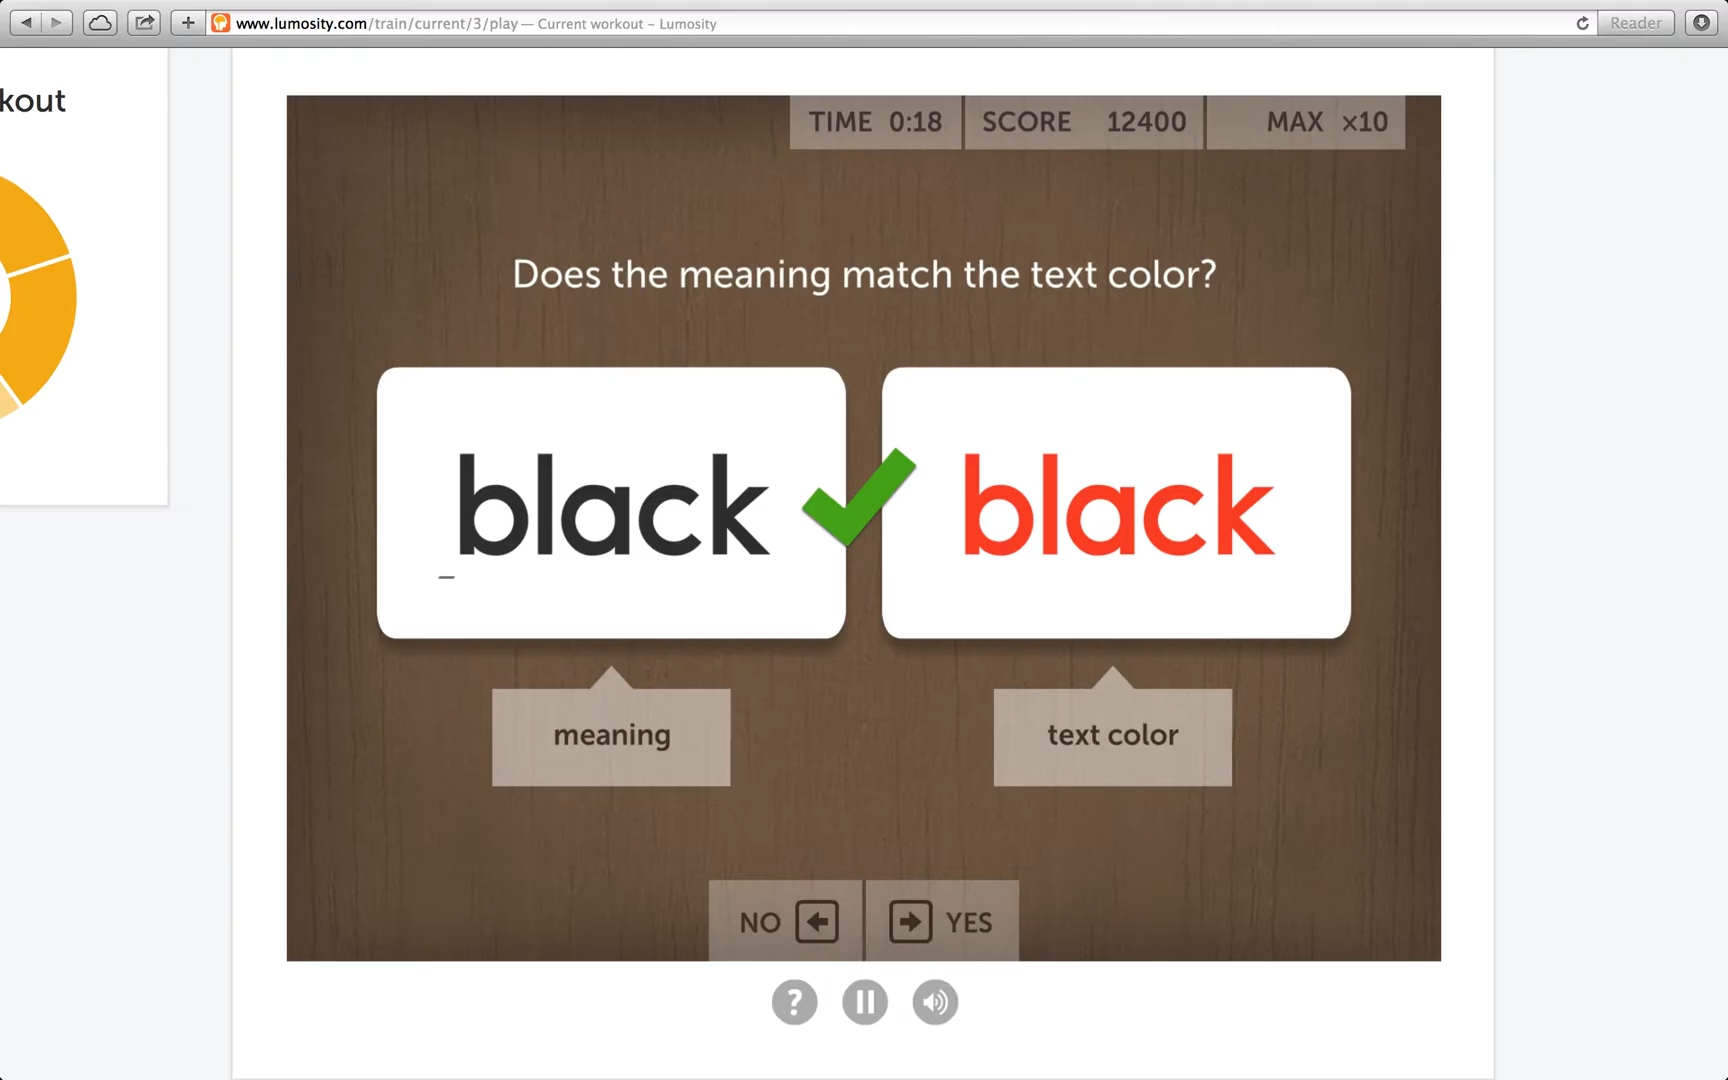 www.lumosity.com/train/current/3/play — Current workout – Lumosity
Reader
kout
TIME 0:18 SCORE 12400 MAX ×10
Does the meaning match the text color?
black black
meaning text color
NO YES
?